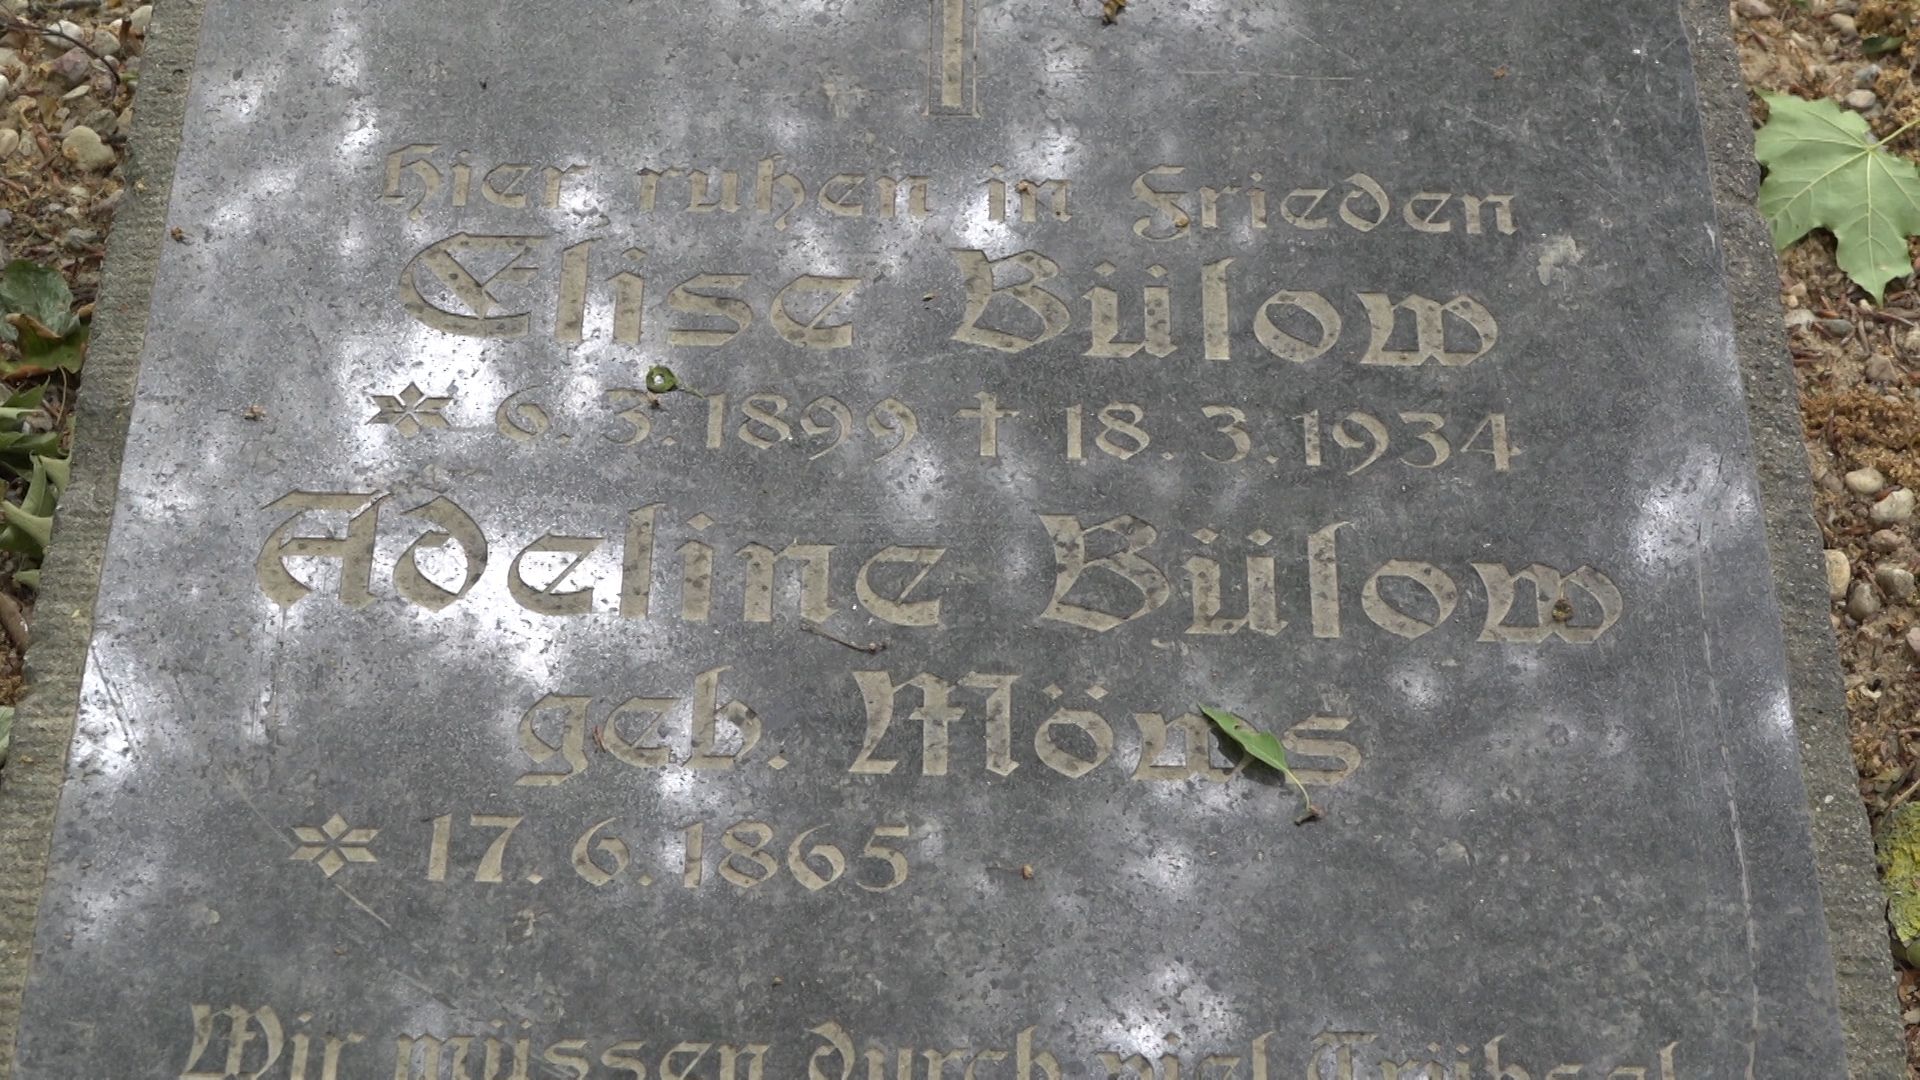 Hier ruhen in Frieden
Elise Bülow
* 6. 3. 1899 † 18. 3. 1934
Adeline Bülow
geb. Möws
* 17. 6. 1865
Wir müssen durch viel Trübsal